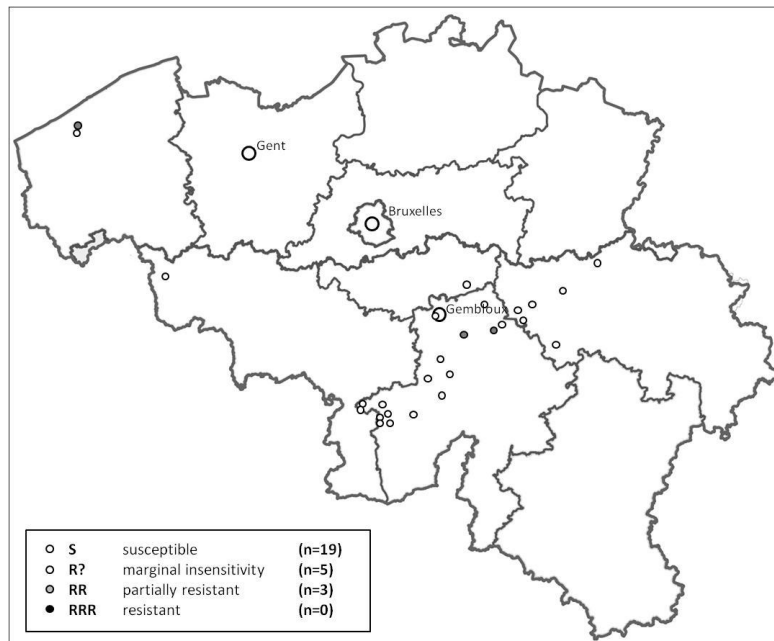 Gent
Bruxelles
Gembloux
S susceptible (n=19)
R? marginal insensitivity (n=5)
RR partially resistant (n=3)
RRR resistant (n=0)